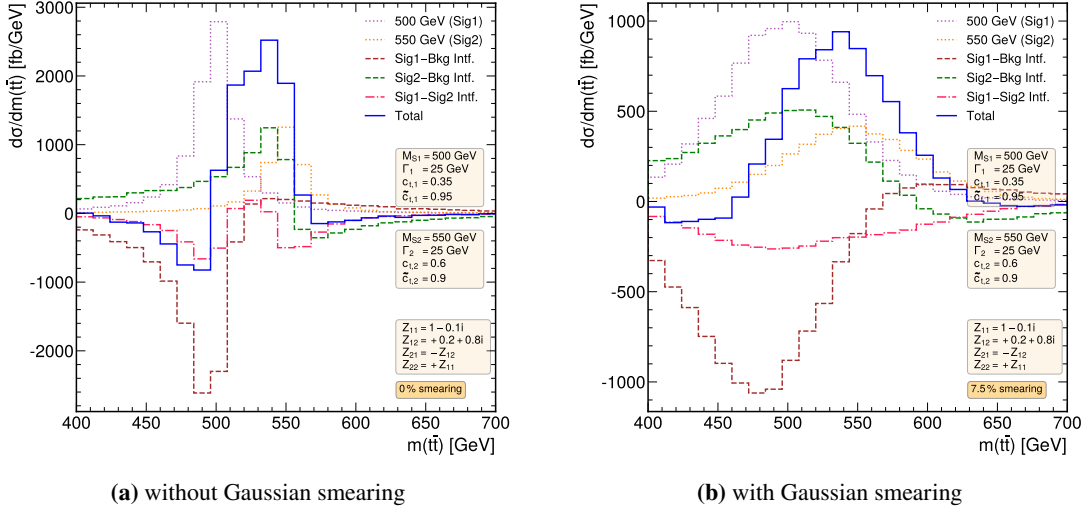 dσ/dm(tt̄) [fb/GeV]
3000
2000
1000
0
-1000
-2000
400
450
500
550
600
650
700
m(tt̄) [GeV]
500 GeV (Sig1)
550 GeV (Sig2)
Sig1−Bkg Intf.
Sig2−Bkg Intf.
Sig1−Sig2 Intf.
Total
M_S1 = 500 GeV
Γ_1 = 25 GeV
c_t,1 = 0.35
c̃_t,1 = 0.95
M_S2 = 550 GeV
Γ_2 = 25 GeV
c_t,2 = 0.6
c̃_t,2 = 0.9
Z_11 = 1−0.1i
Z_12 = +0.2+0.8i
Z_21 = −Z_12
Z_22 = +Z_11
0% smearing
(a) without Gaussian smearing
dσ/dm(tt̄) [fb/GeV]
1000
500
0
-500
-1000
400
450
500
550
600
650
700
m(tt̄) [GeV]
500 GeV (Sig1)
550 GeV (Sig2)
Sig1−Bkg Intf.
Sig2−Bkg Intf.
Sig1−Sig2 Intf.
Total
M_S1 = 500 GeV
Γ_1 = 25 GeV
c_t,1 = 0.35
c̃_t,1 = 0.95
M_S2 = 550 GeV
Γ_2 = 25 GeV
c_t,2 = 0.6
c̃_t,2 = 0.9
Z_11 = 1−0.1i
Z_12 = +0.2+0.8i
Z_21 = −Z_12
Z_22 = +Z_11
7.5% smearing
(b) with Gaussian smearing